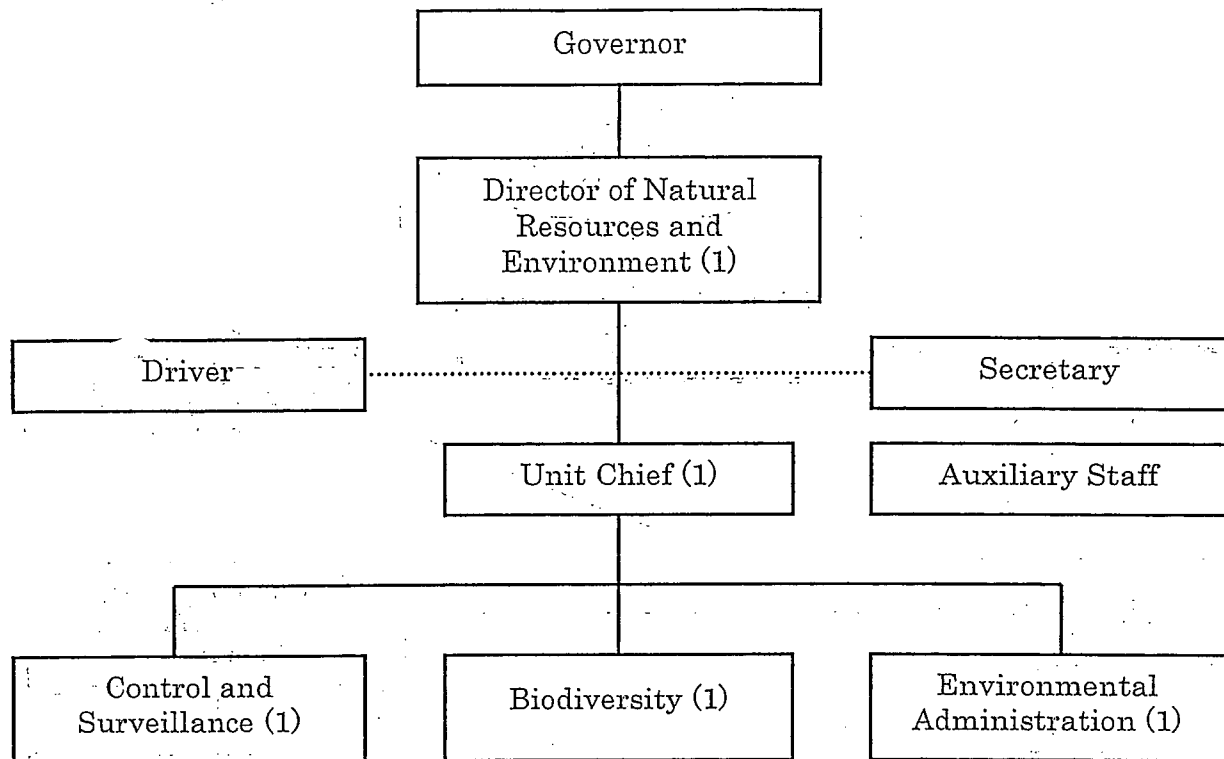 Governor
Director of Natural
Resources and
Environment (1)
Driver
Secretary
Unit Chief (1)
Auxiliary Staff
Control and
Surveillance (1)
Biodiversity (1)
Environmental
Administration (1)